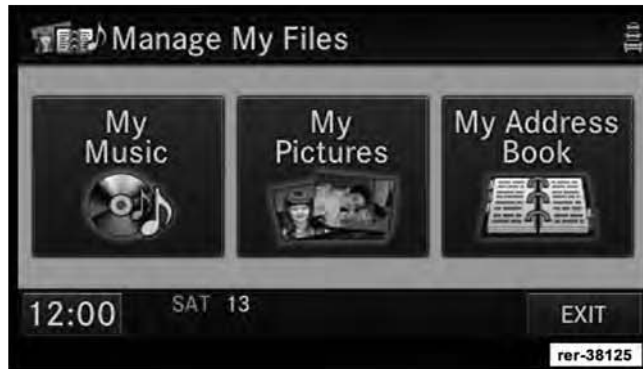 Manage My Files
My
Music
My
Pictures
My Address
Book
12:00
SAT 13
EXIT
rer-38125